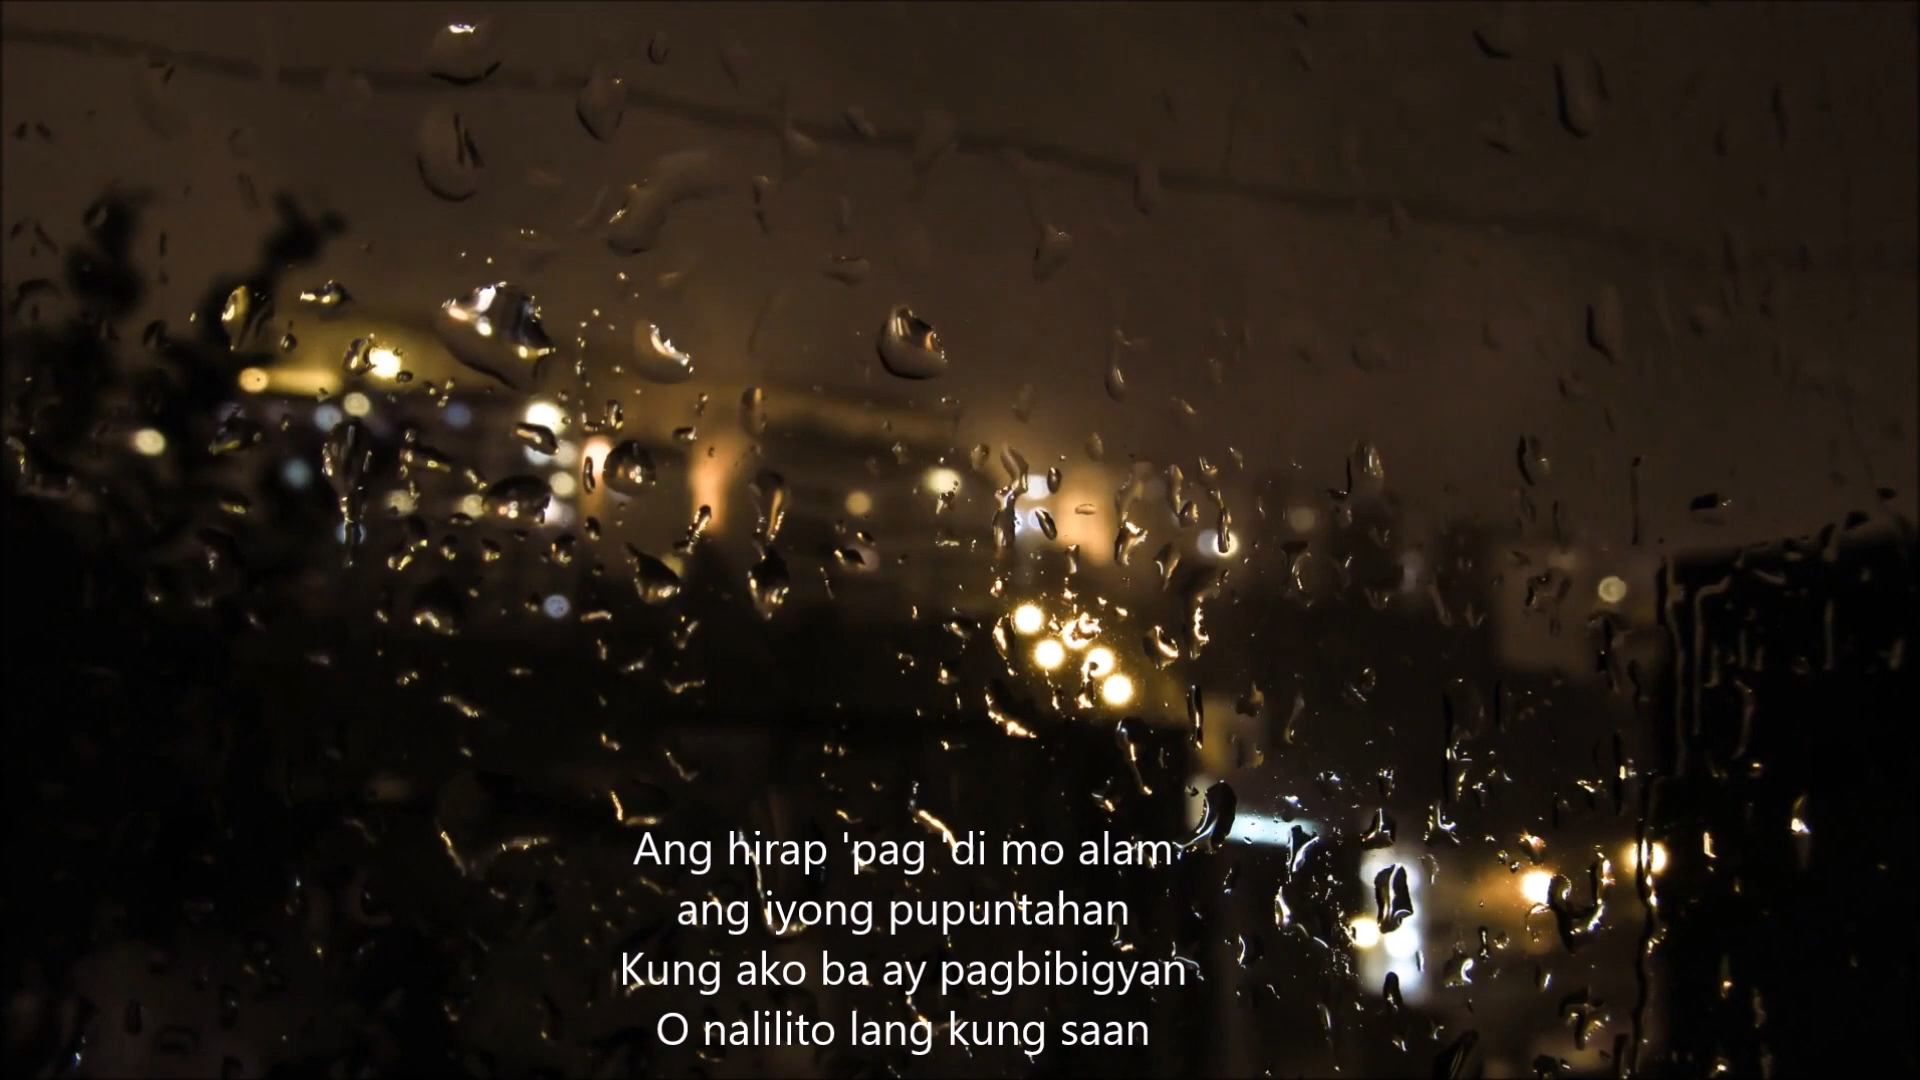 Ang hirap 'pag 'di mo alam
ang iyong pupuntahan
Kung ako ba ay pagbibigyan
O nalilito lang kung saan